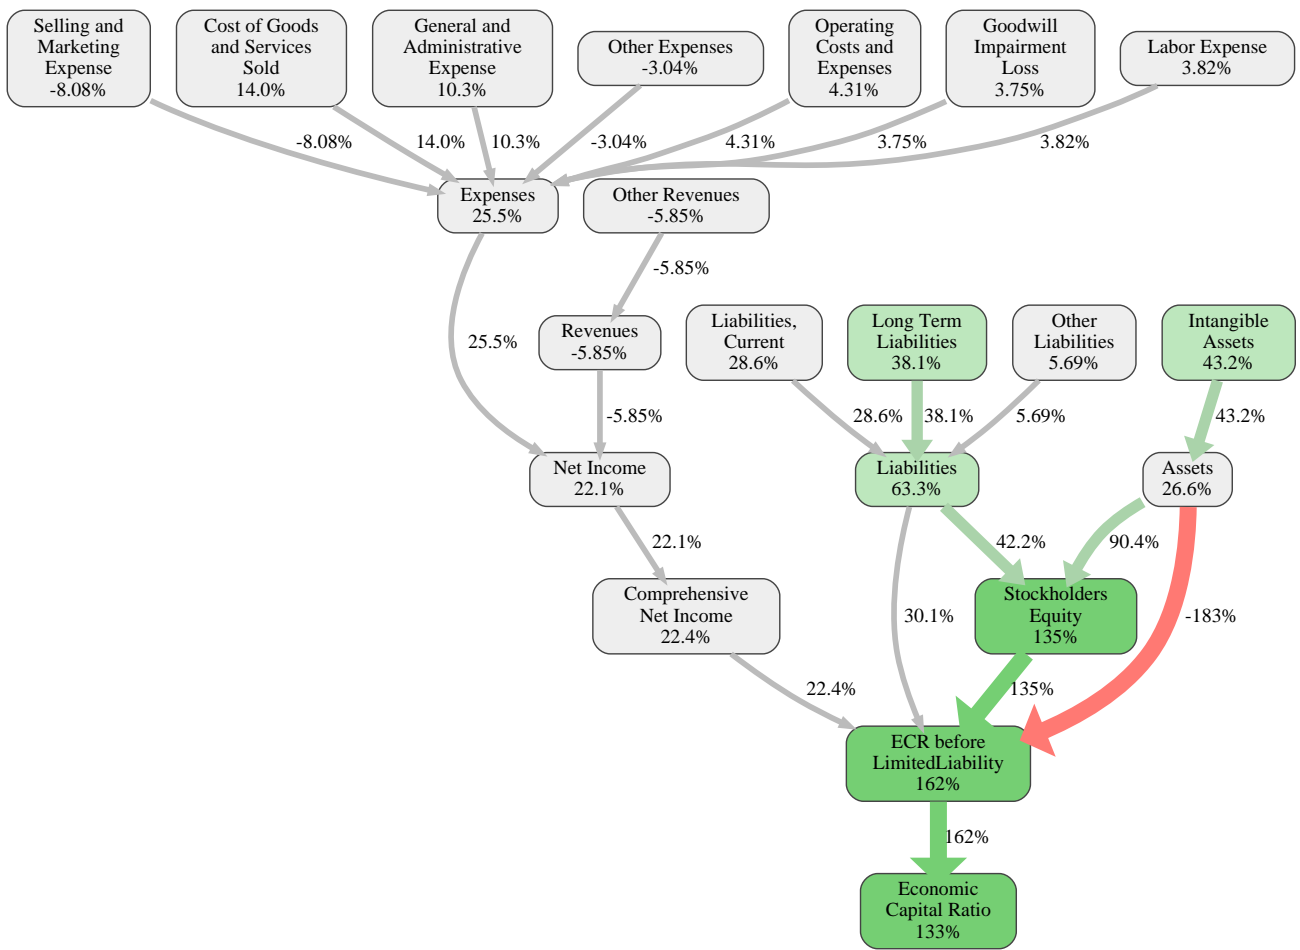 Selling and
Marketing
Expense
-8.08%
Cost of Goods
and Services
Sold
14.0%
General and
Administrative
Expense
10.3%
Other Expenses
-3.04%
Operating
Costs and
Expenses
4.31%
Goodwill
Impairment
Loss
3.75%
Labor Expense
3.82%
-8.08%
14.0%
10.3%
-3.04%
4.31%
3.75%
3.82%
Expenses
25.5%
Other Revenues
-5.85%
-5.85%
25.5%
Revenues
-5.85%
Liabilities,
Current
28.6%
Long Term
Liabilities
38.1%
Other
Liabilities
5.69%
Intangible
Assets
43.2%
-5.85%
28.6%
38.1%
5.69%
43.2%
Net Income
22.1%
Liabilities
63.3%
Assets
26.6%
22.1%
42.2%
90.4%
Comprehensive
Net Income
22.4%
30.1%
Stockholders
Equity
135%
-183%
22.4%
135%
ECR before
LimitedLiability
162%
162%
Economic
Capital Ratio
133%